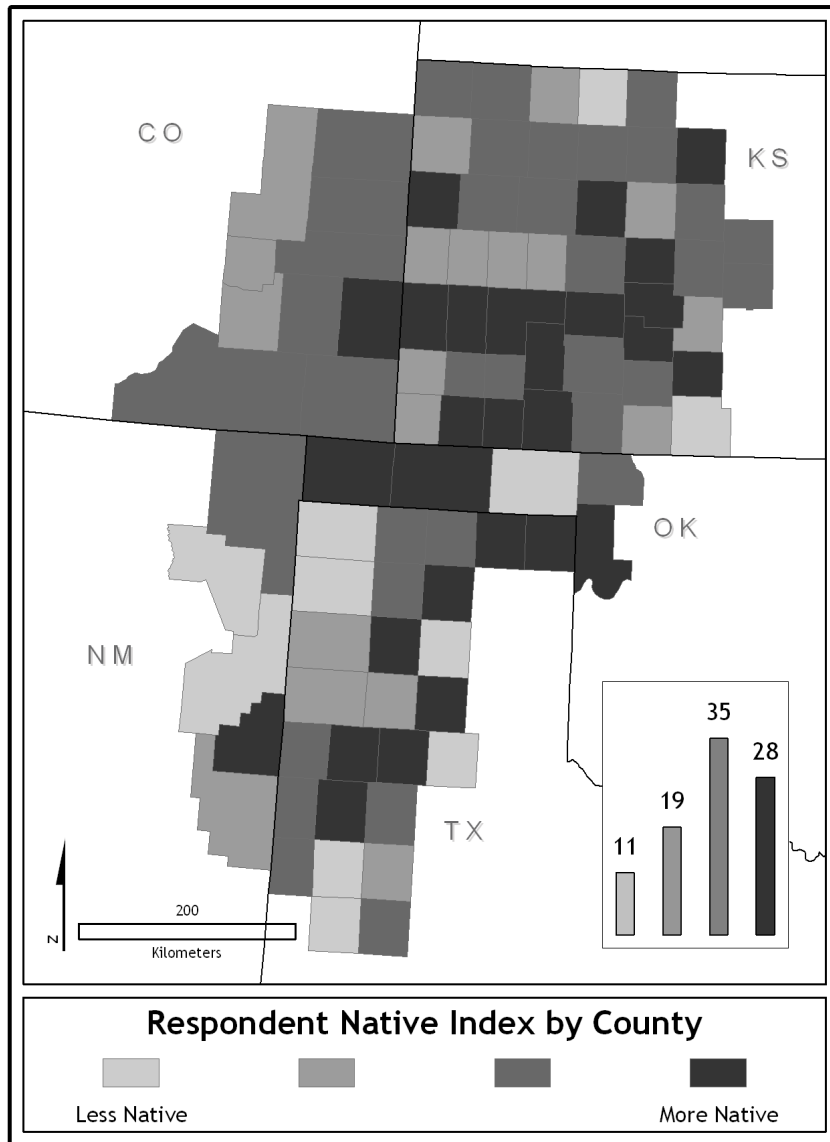 CO
KS
OK
NM
TX
35
28
19
11
200
Kilometers
N
Respondent Native Index by County
Less Native
More Native